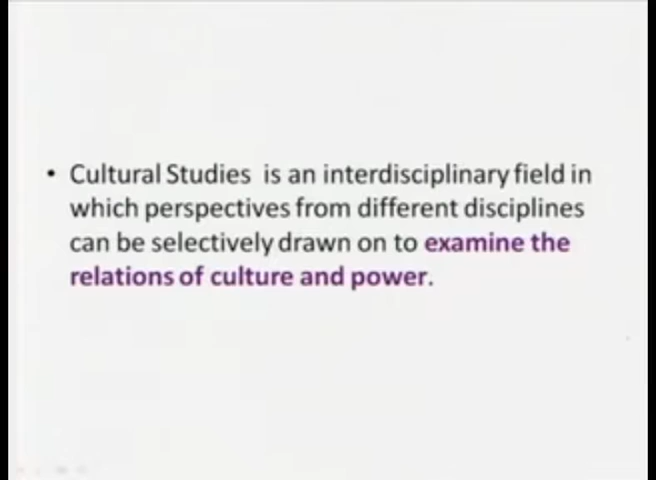 • Cultural Studies is an interdisciplinary field in
which perspectives from different disciplines
can be selectively drawn on to examine the
relations of culture and power.